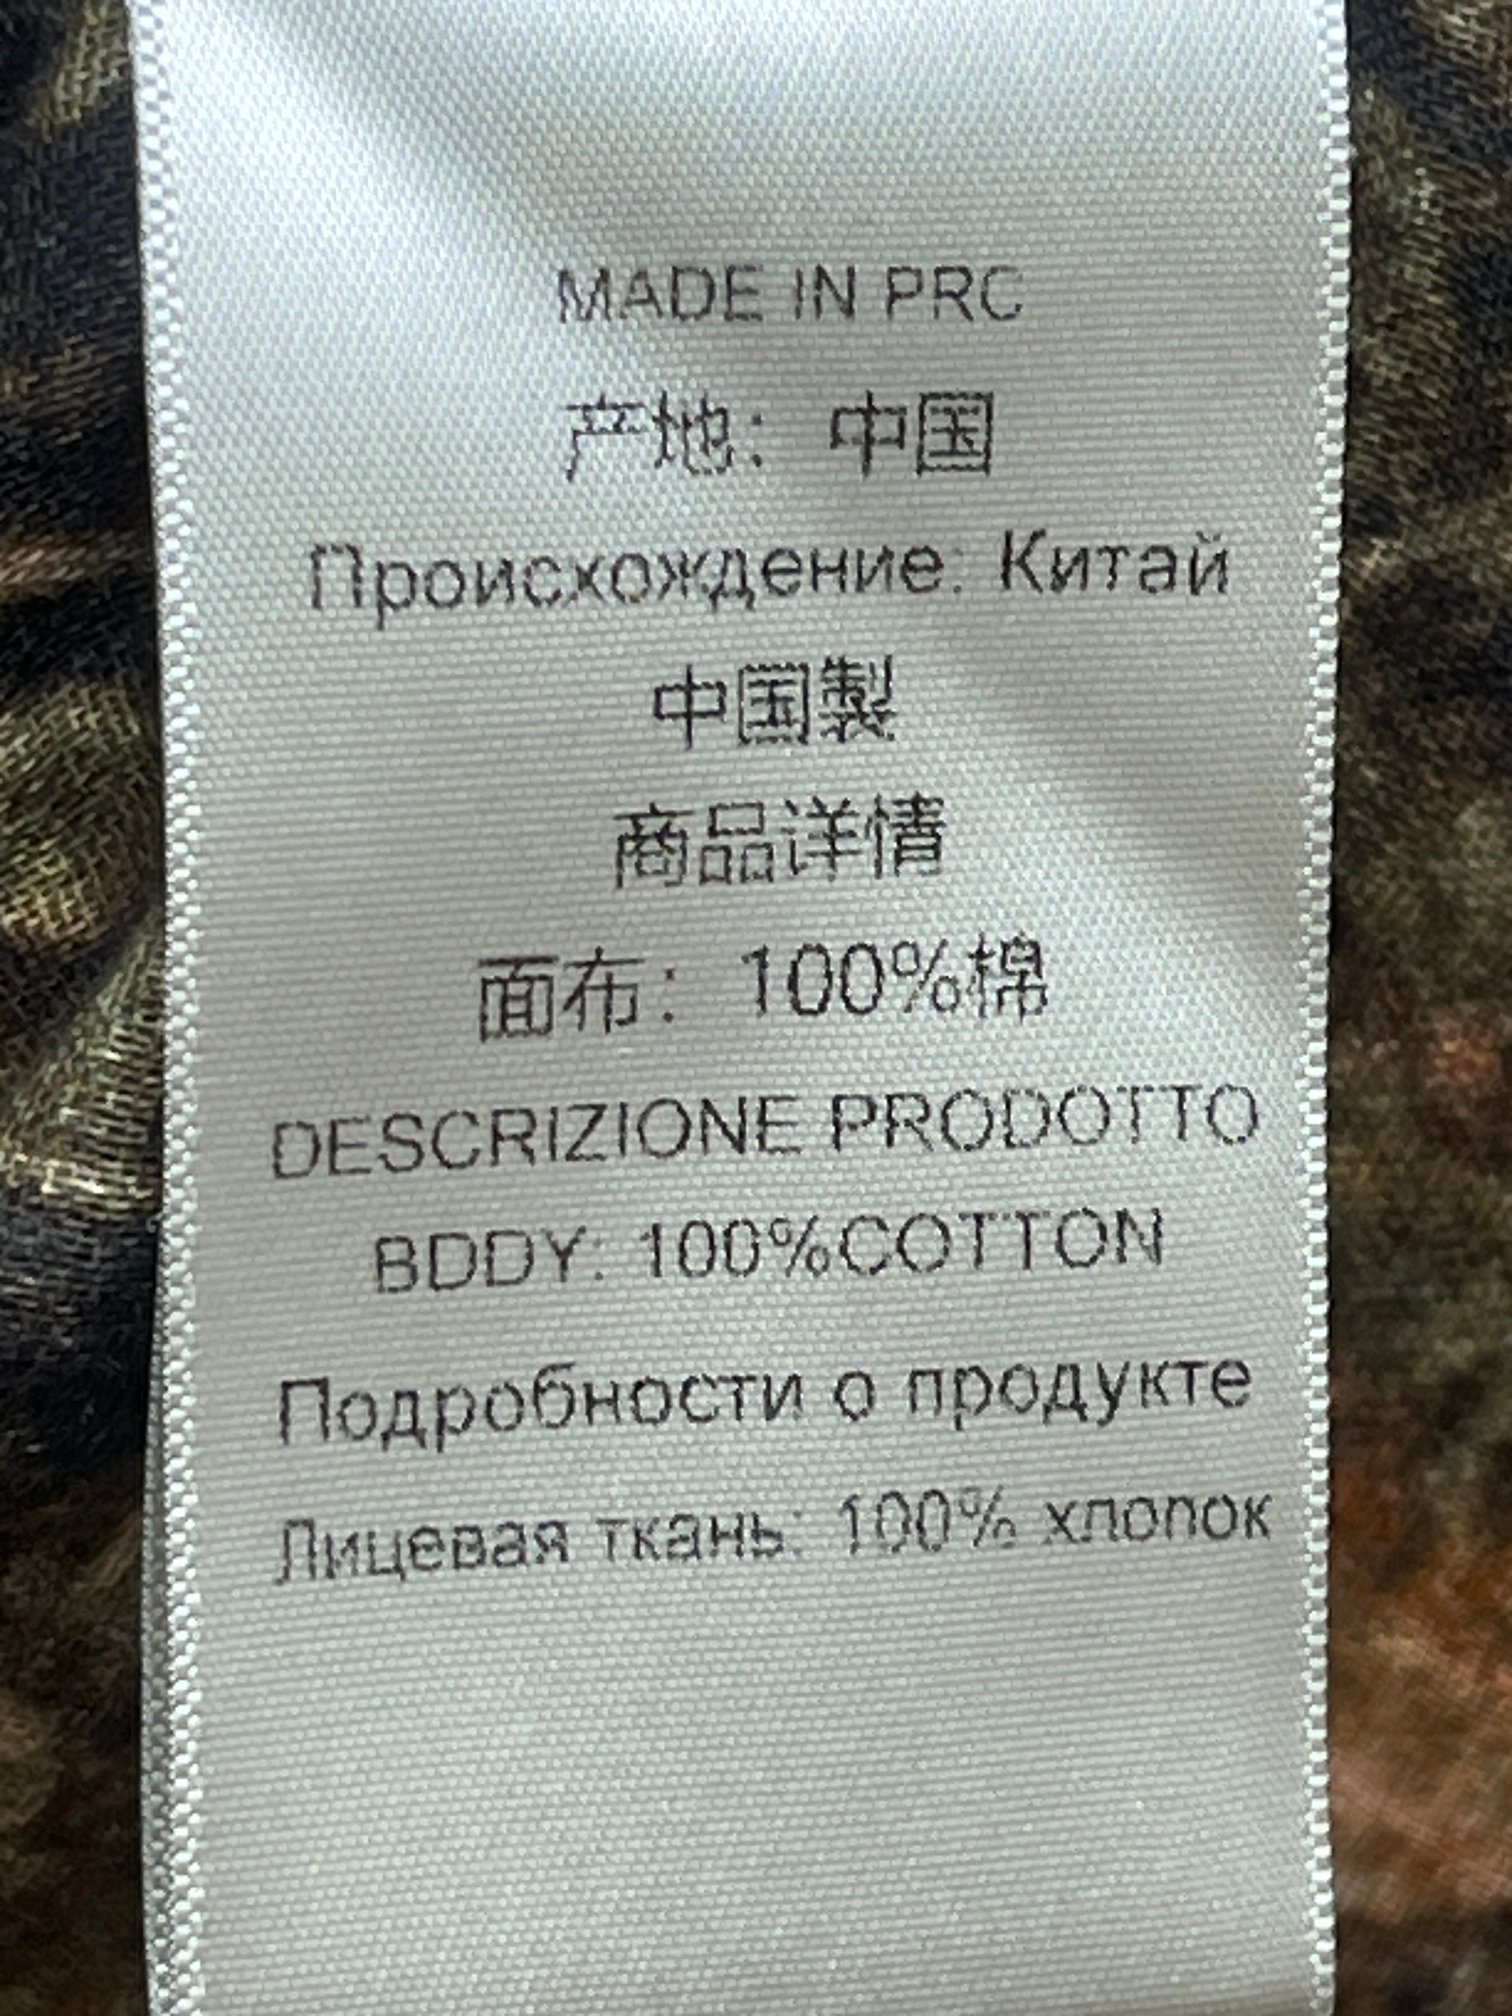 MADE IN PRC
产地：中国
Происхождение: Китай
中国製
商品详情
面布：100%棉
DESCRIZIONE PRODOTTO
BDDY: 100%COTTON
Подробности о продукте
Лицевая ткань: 100% хлопок